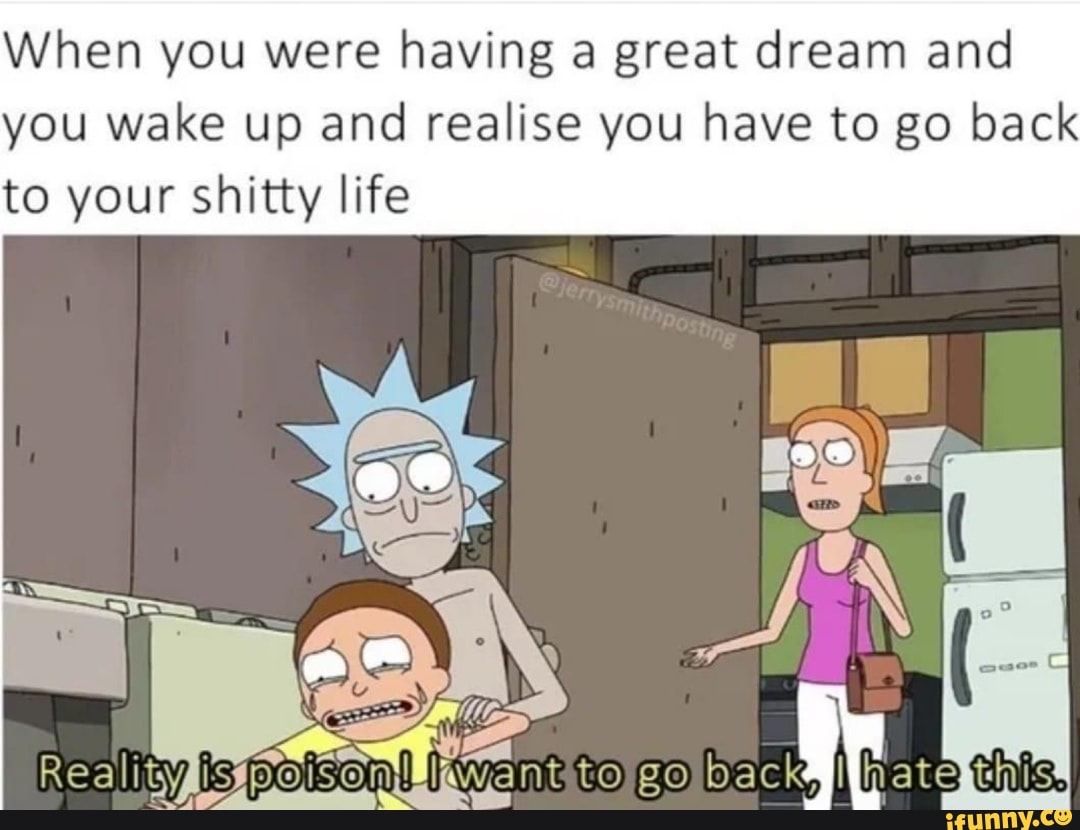 When you were having a great dream and
you wake up and realise you have to go back
to your shitty life
@jerrysmithposting
Reality is poison! I want to go back, I hate this.
ifunny.co